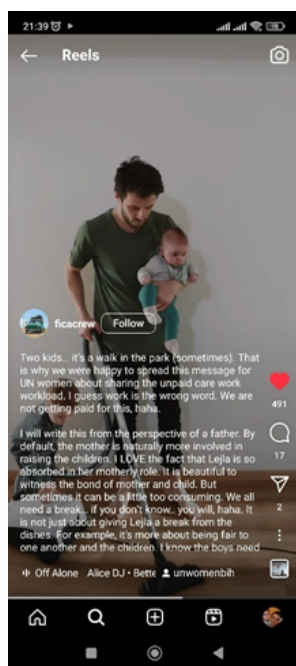 21:39
Reels
ficacrew Follow
Two kids.. it's a walk in the park (sometimes). That
is why we were happy to spread this message for
UN women about sharing the unpaid care work
workload. I guess work is the wrong word. We are
not getting paid for this, haha.
I will write this from the perspective of a father. By
default, the mother is naturally more involved in
raising the children. I LOVE the fact that Lejla is so
absorbed in her motherly role. It is beautiful to
witness the bond of mother and child. But
sometimes it can be a little too consuming. We all
need a break.. if you don't know.. you will, haha. It
is not just about giving Lejla a break from the
dishes. For example, it's more about being fair to
one another and the children. I know the boys need
491
17
2
Off Alone Alice DJ • Bette unwomenbih